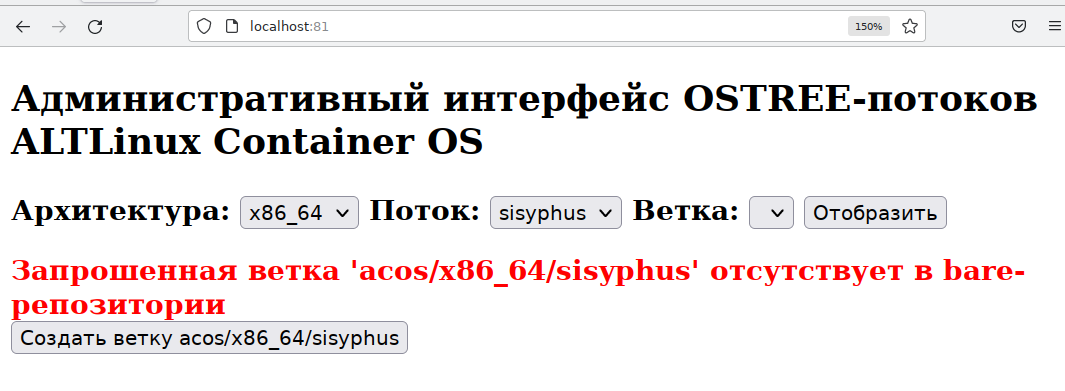 localhost:81
150%
Административный интерфейс OSTREE-потоков
ALTLinux Container OS
Архитектура: x86_64 Поток: sisyphus Ветка: Отобразить
Запрошенная ветка 'acos/x86_64/sisyphus' отсутствует в bare-
репозитории
Создать ветку acos/x86_64/sisyphus